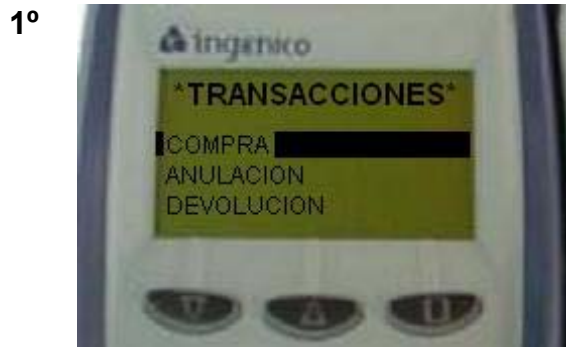 1º
ingenico
*TRANSACCIONES*
COMPRA
ANULACION
DEVOLUCION